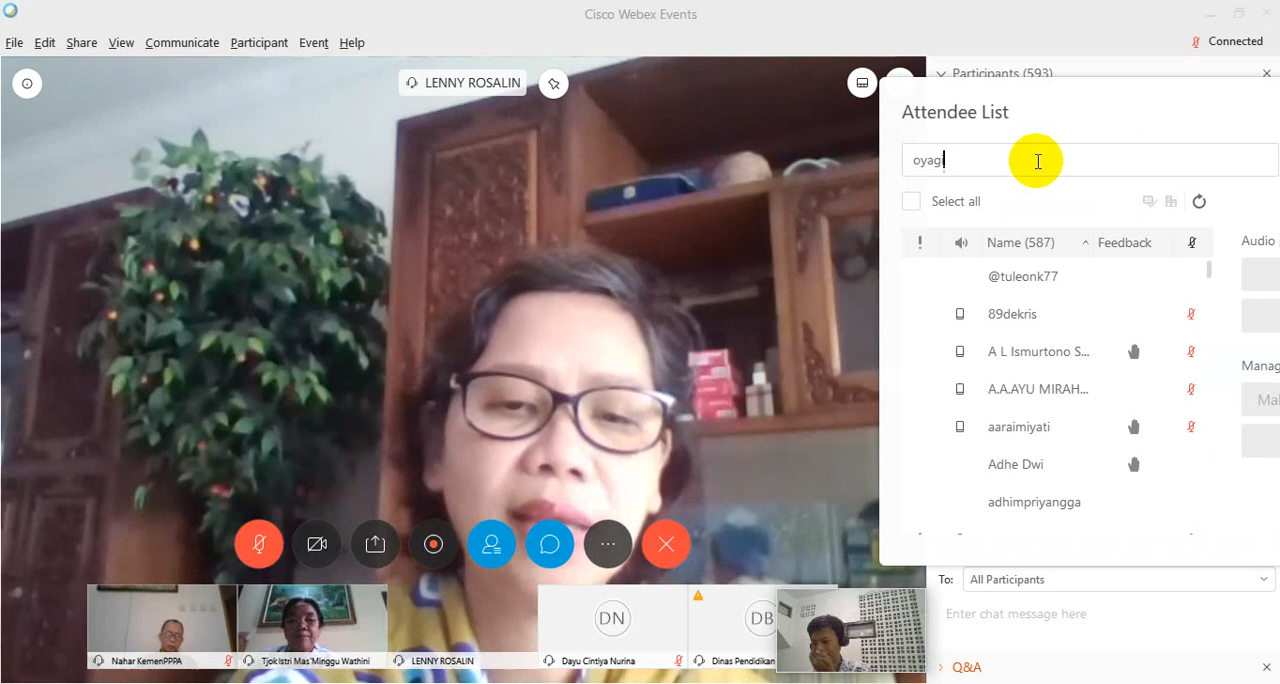 Cisco Webex Events
File Edit Share View Communicate Participant Event Help
Connected
LENNY ROSALIN
Participants (593)
Attendee List
oyagi
Select all
Name (587) Feedback
Audio
@tuleonk77
89dekris
A L Ismurtono S...
Manag
A.A.AYU MIRAH...
Mal
aaraimiyati
Adhe Dwi
adhimpriyangga
To: All Participants
Enter chat message here
DN
DB
Nahar KemenPPPA
Tjok Istri Mas Minggu Wathini
LENNY ROSALIN
Dayu Cintiya Nurina
Dinas Pendidikan
Q&A